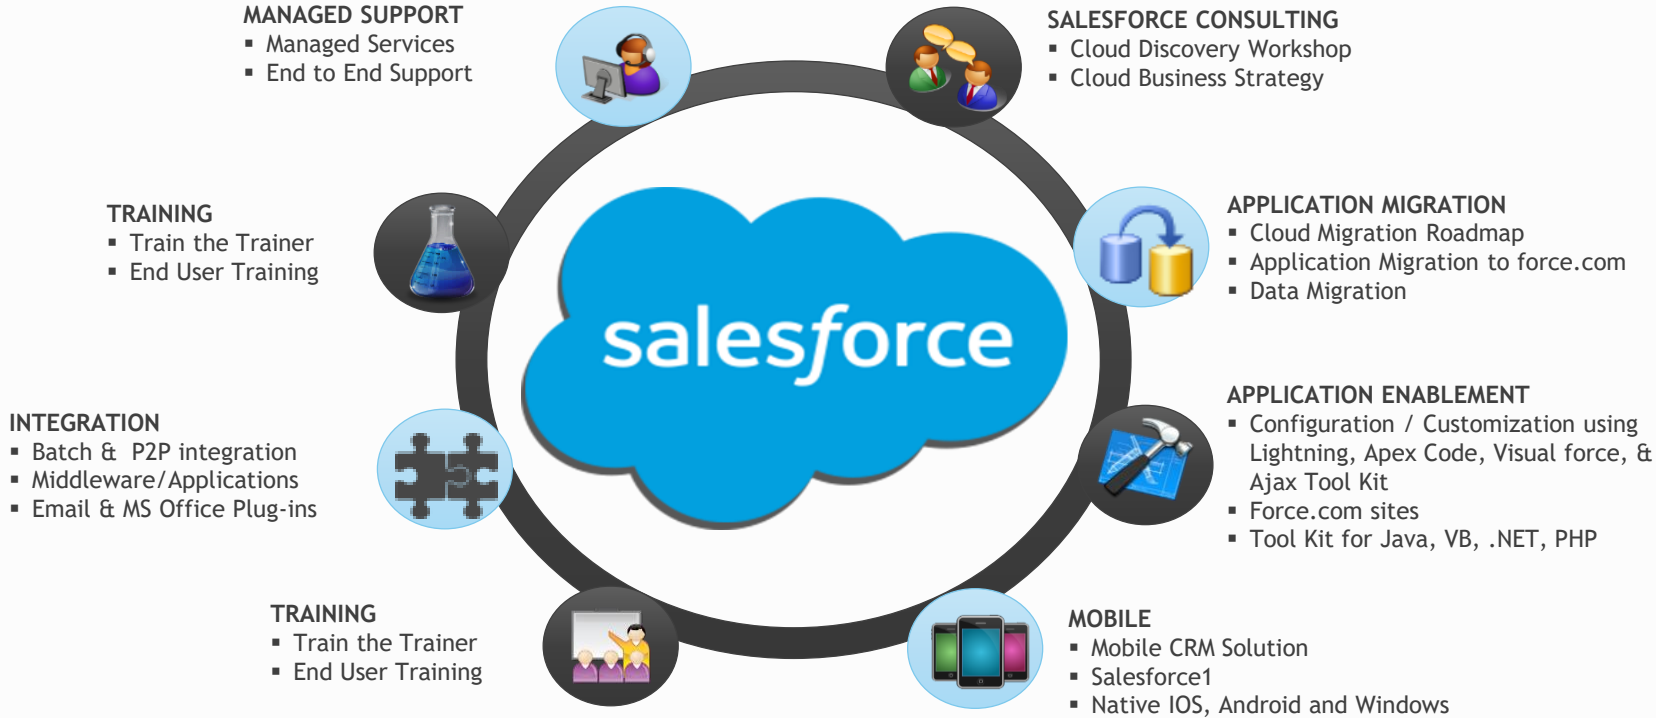 MANAGED SUPPORT
▪ Managed Services
▪ End to End Support
SALESFORCE CONSULTING
▪ Cloud Discovery Workshop
▪ Cloud Business Strategy
TRAINING
▪ Train the Trainer
▪ End User Training
APPLICATION MIGRATION
▪ Cloud Migration Roadmap
▪ Application Migration to force.com
▪ Data Migration
salesforce
INTEGRATION
▪ Batch & P2P integration
▪ Middleware/Applications
▪ Email & MS Office Plug-ins
APPLICATION ENABLEMENT
▪ Configuration / Customization using
Lightning, Apex Code, Visual force, &
Ajax Tool Kit
▪ Force.com sites
▪ Tool Kit for Java, VB, .NET, PHP
TRAINING
▪ Train the Trainer
▪ End User Training
MOBILE
▪ Mobile CRM Solution
▪ Salesforce1
▪ Native IOS, Android and Windows